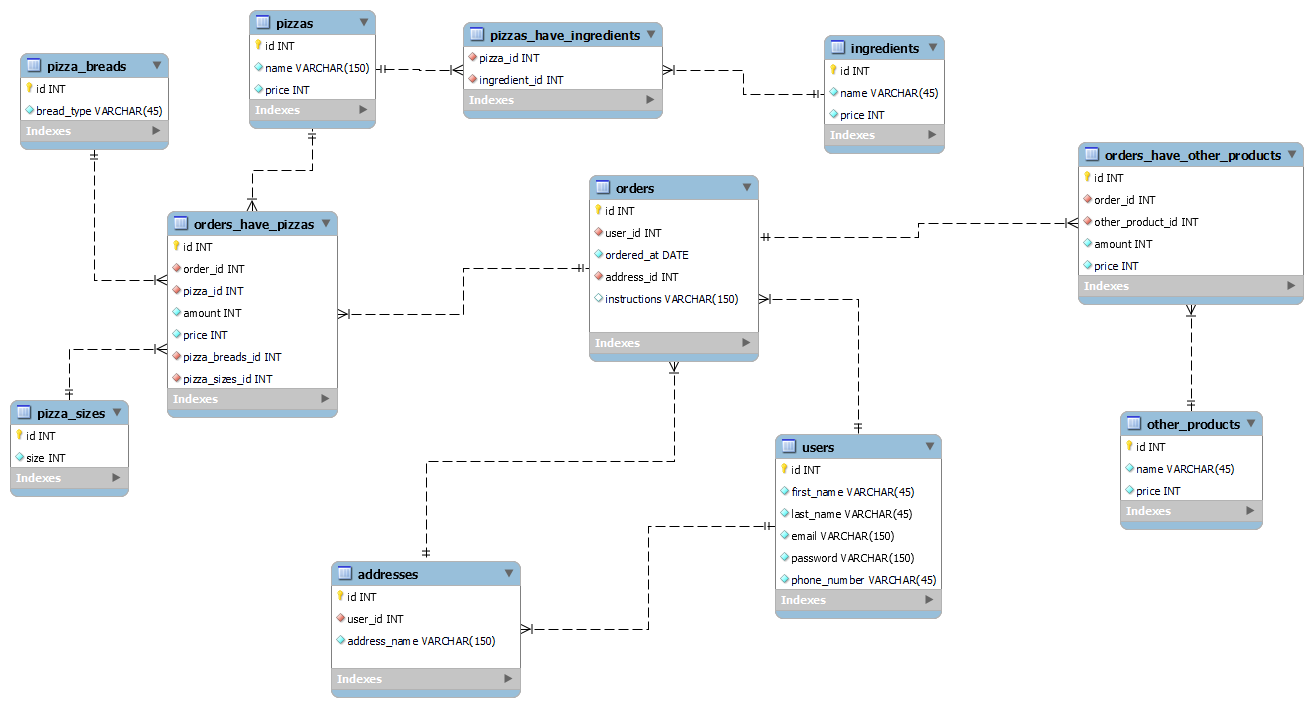 pizzas
id INT
name VARCHAR(150)
price INT
Indexes
pizzas_have_ingredients
pizza_id INT
ingredient_id INT
Indexes
ingredients
id INT
name VARCHAR(45)
price INT
Indexes
pizza_breads
id INT
bread_type VARCHAR(45)
Indexes
orders_have_other_products
id INT
order_id INT
other_product_id INT
amount INT
price INT
Indexes
orders
id INT
user_id INT
ordered_at DATE
address_id INT
instructions VARCHAR(150)
Indexes
orders_have_pizzas
id INT
order_id INT
pizza_id INT
amount INT
price INT
pizza_breads_id INT
pizza_sizes_id INT
Indexes
pizza_sizes
id INT
size INT
Indexes
other_products
id INT
name VARCHAR(45)
price INT
Indexes
users
id INT
first_name VARCHAR(45)
last_name VARCHAR(45)
email VARCHAR(150)
password VARCHAR(150)
phone_number VARCHAR(45)
Indexes
addresses
id INT
user_id INT
address_name VARCHAR(150)
Indexes